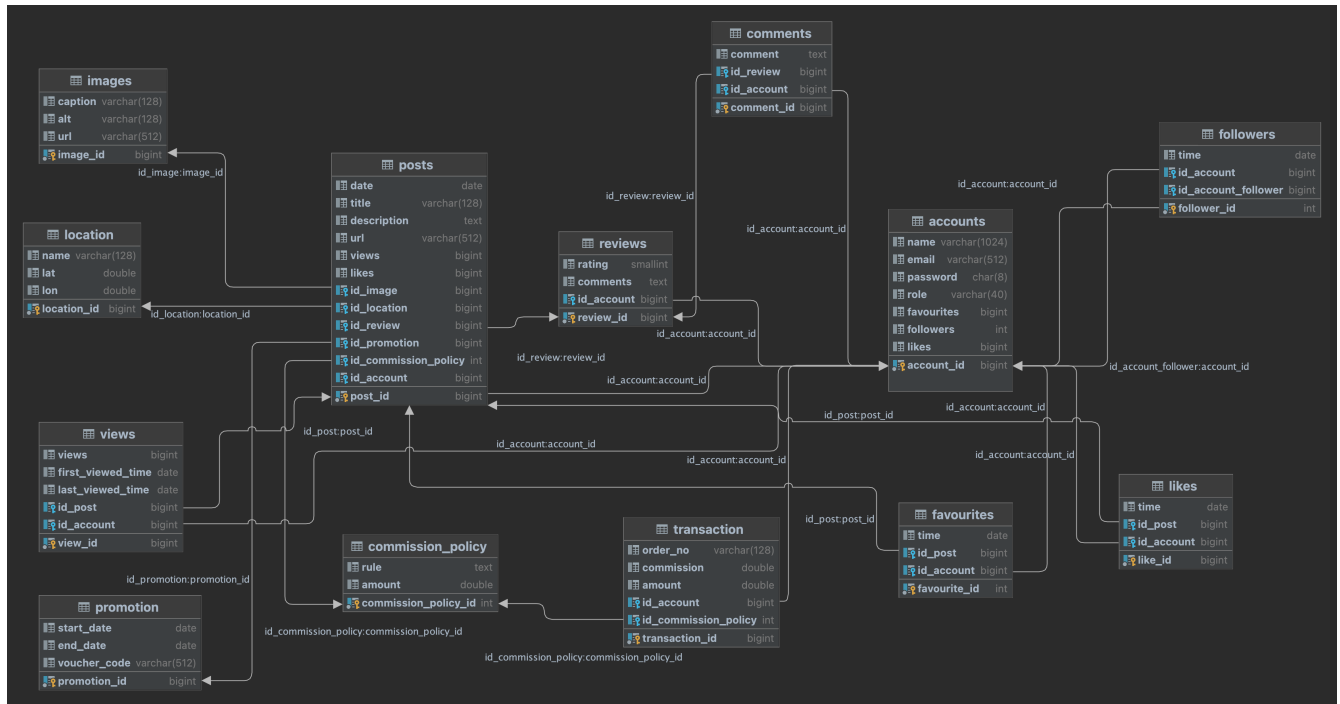 comments
comment text
id_review bigint
id_account bigint
comment_id bigint
images
caption varchar(128)
alt varchar(128)
url varchar(512)
image_id bigint
id_image:image_id
posts
date date
title varchar(128)
description text
url varchar(512)
views bigint
likes bigint
id_image bigint
id_location bigint
id_review bigint
id_promotion bigint
id_commission_policy int
id_account bigint
post_id bigint
followers
time date
id_account bigint
id_account_follower bigint
follower_id int
id_account:account_id
id_review:review_id
id_account:account_id
location
name varchar(128)
lat double
lon double
location_id bigint
id_location:location_id
reviews
rating smallint
comments text
id_account bigint
review_id bigint
id_account:account_id
id_review:review_id
id_account:account_id
accounts
name varchar(1024)
email varchar(512)
password char(8)
role varchar(40)
favourites bigint
followers int
likes bigint
account_id bigint
id_account_follower:account_id
id_account:account_id
id_post:post_id
id_post:post_id
id_account:account_id
id_account:account_id
id_account:account_id
views
views bigint
first_viewed_time date
last_viewed_time date
id_post bigint
id_account bigint
view_id bigint
likes
time date
id_post bigint
id_account bigint
like_id bigint
id_post:post_id
favourites
time date
id_post bigint
id_account bigint
favourite_id int
transaction
order_no varchar(128)
commission double
amount double
id_account bigint
id_commission_policy int
transaction_id bigint
commission_policy
rule text
amount double
commission_policy_id int
id_promotion:promotion_id
promotion
start_date date
end_date date
voucher_code varchar(512)
promotion_id bigint
id_commission_policy:commission_policy_id
id_commission_policy:commission_policy_id